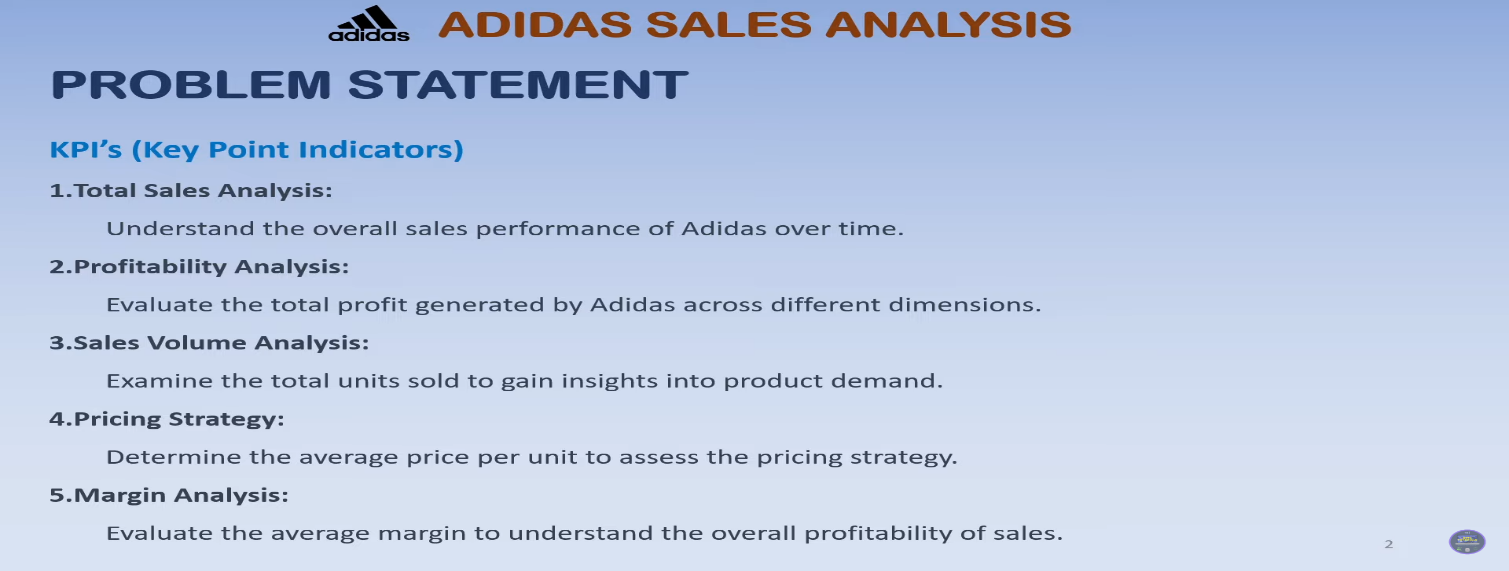 adidas ADIDAS SALES ANALYSIS
PROBLEM STATEMENT
KPI’s (Key Point Indicators)
1.Total Sales Analysis:
Understand the overall sales performance of Adidas over time.
2.Profitability Analysis:
Evaluate the total profit generated by Adidas across different dimensions.
3.Sales Volume Analysis:
Examine the total units sold to gain insights into product demand.
4.Pricing Strategy:
Determine the average price per unit to assess the pricing strategy.
5.Margin Analysis:
Evaluate the average margin to understand the overall profitability of sales.
2